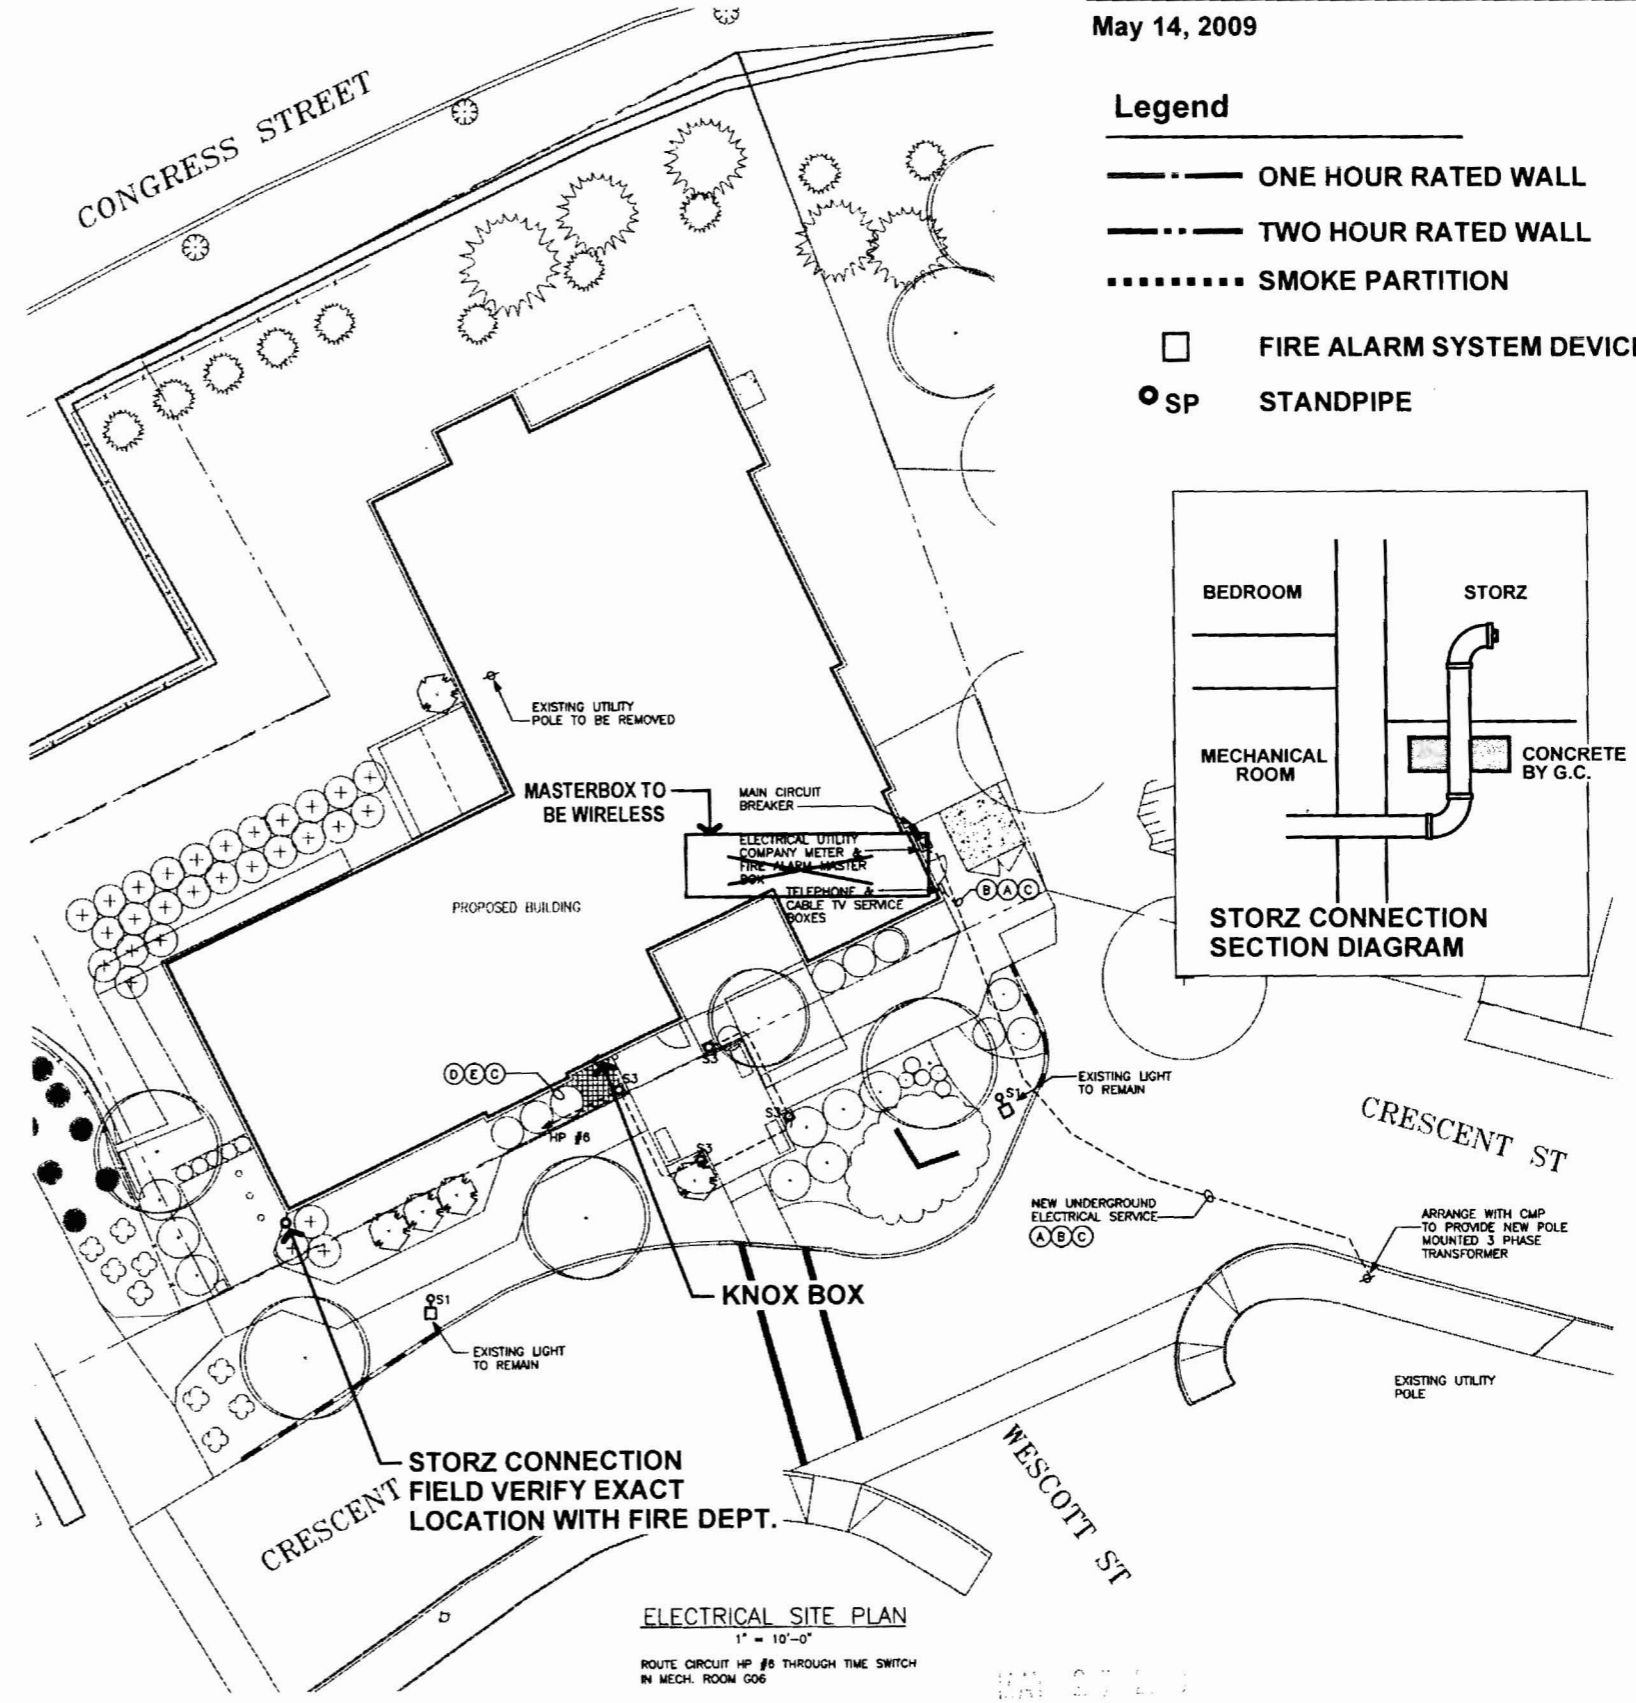 May 14, 2009
Legend
ONE HOUR RATED WALL
TWO HOUR RATED WALL
SMOKE PARTITION
FIRE ALARM SYSTEM DEVICE
SP STANDPIPE
CONGRESS STREET
BEDROOM
STORZ
MECHANICAL
ROOM
CONCRETE
BY G.C.
STORZ CONNECTION
SECTION DIAGRAM
EXISTING UTILITY
POLE TO BE REMOVED
MASTERBOX TO
BE WIRELESS
MAIN CIRCUIT
BREAKER
ELECTRICAL UTILITY
COMPANY METER &
FIRE ALARM MASTER
BOX
TELEPHONE &
CABLE TV SERVICE
BOXES
B A C
PROPOSED BUILDING
D E C
S3
S3
S3
S3
HP #6
S1
EXISTING LIGHT
TO REMAIN
CRESCENT ST
NEW UNDERGROUND
ELECTRICAL SERVICE
A B C
ARRANGE WITH CMP
TO PROVIDE NEW POLE
MOUNTED 3 PHASE
TRANSFORMER
KNOX BOX
S1
EXISTING LIGHT
TO REMAIN
EXISTING UTILITY
POLE
STORZ CONNECTION
FIELD VERIFY EXACT
LOCATION WITH FIRE DEPT.
CRESCENT
WESCOTT ST
ELECTRICAL SITE PLAN
1" = 10'-0"
ROUTE CIRCUIT HP #6 THROUGH TIME SWITCH
IN MECH. ROOM G06